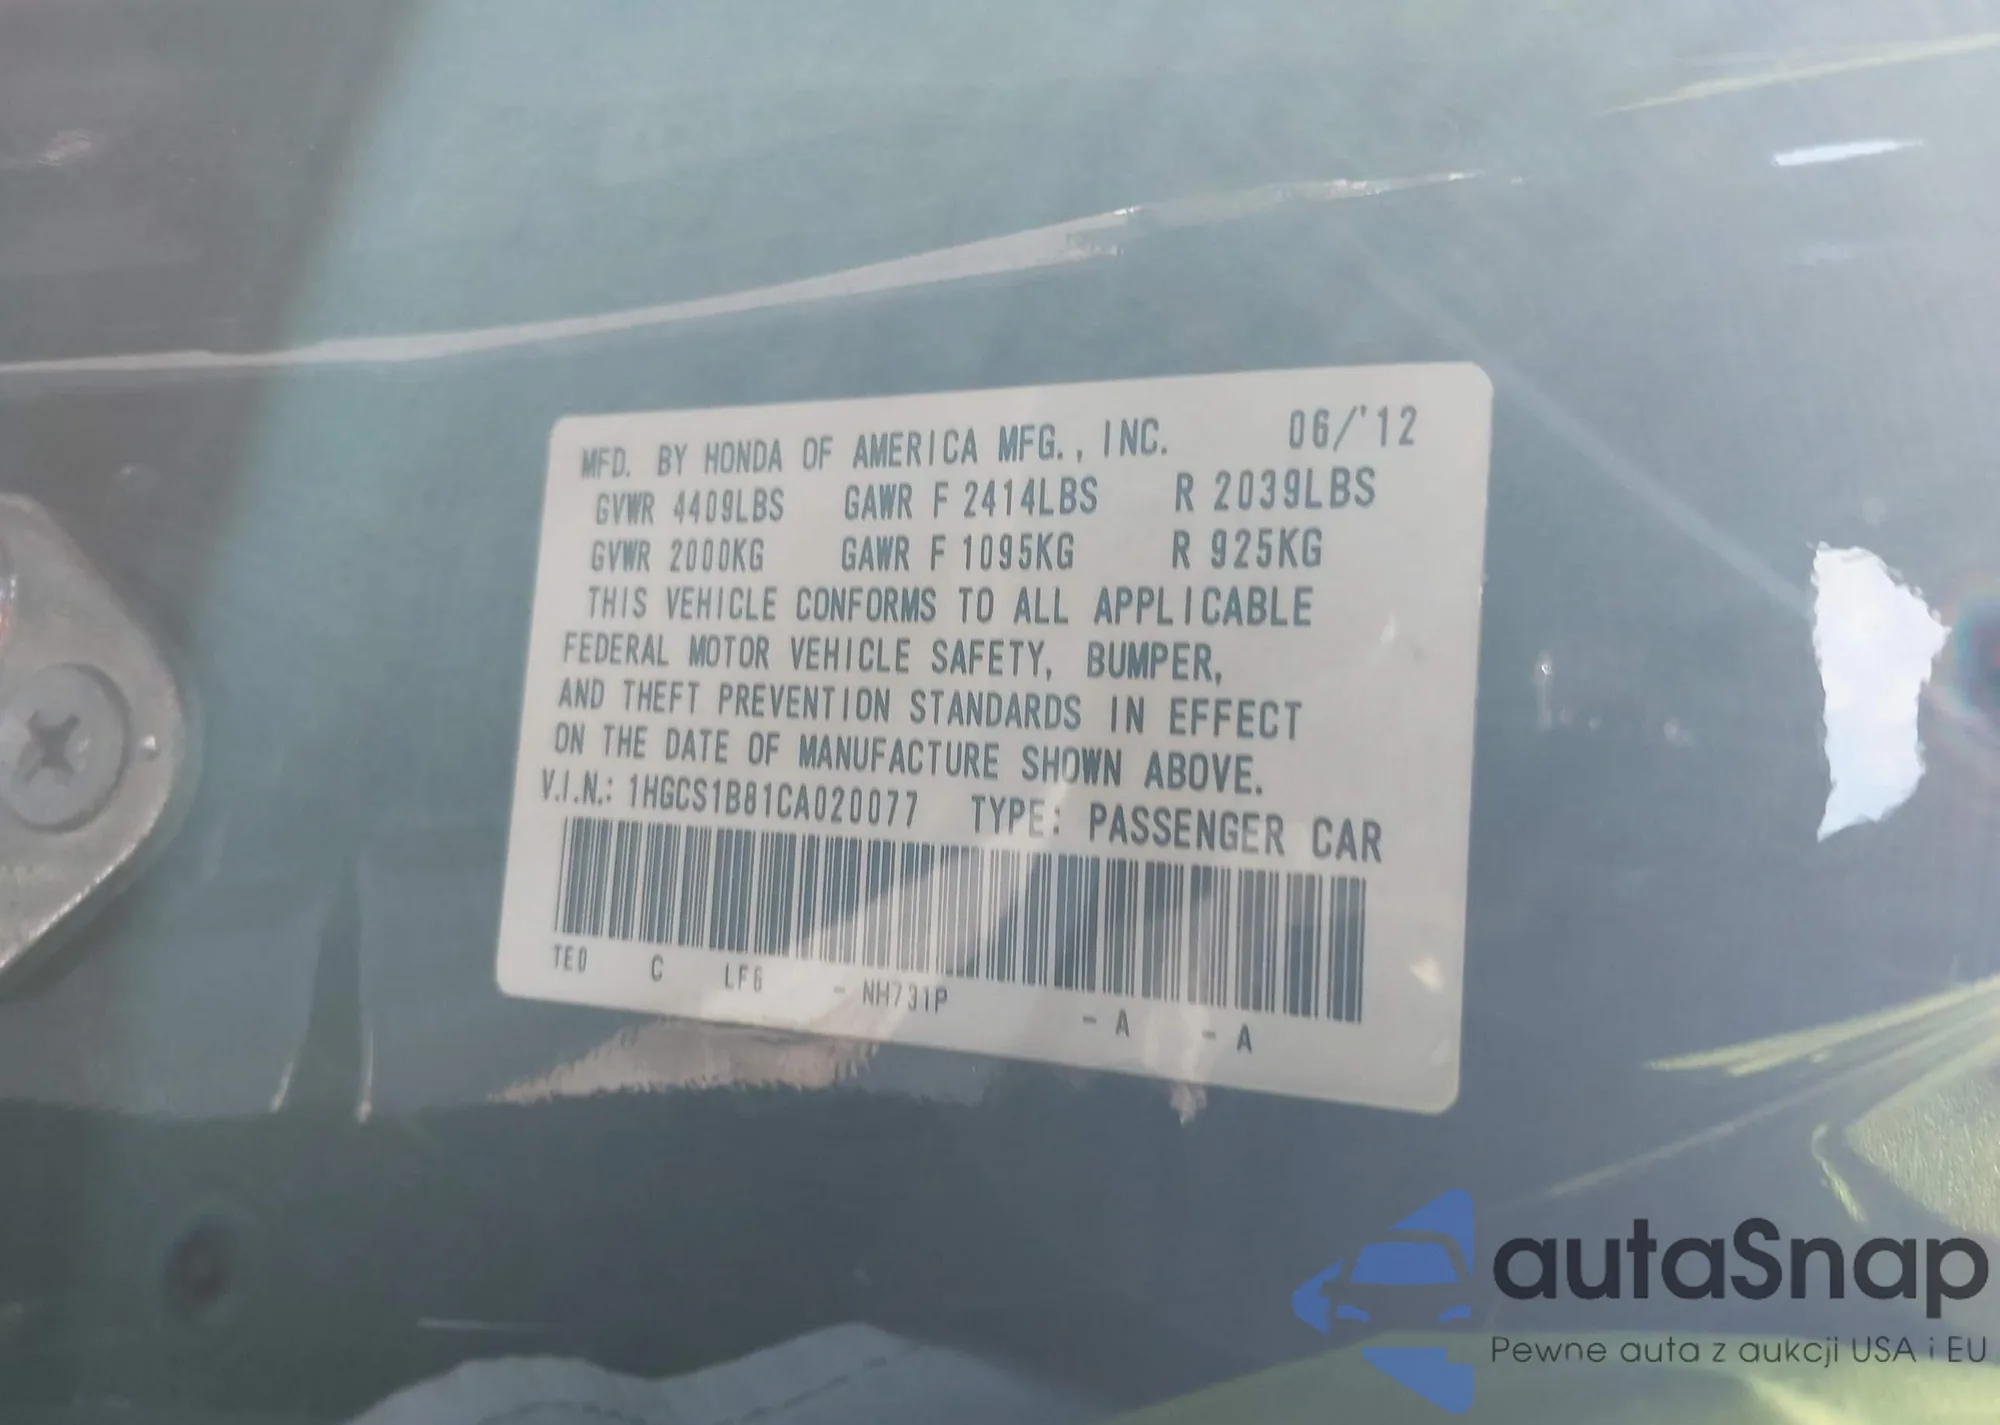 MFD. BY HONDA OF AMERICA MFG., INC. 06/'12
GVWR 4409LBS GAWR F 2414LBS R 2039LBS
GVWR 2000KG GAWR F 1095KG R 925KG
THIS VEHICLE CONFORMS TO ALL APPLICABLE
FEDERAL MOTOR VEHICLE SAFETY, BUMPER,
AND THEFT PREVENTION STANDARDS IN EFFECT
ON THE DATE OF MANUFACTURE SHOWN ABOVE.
V.I.N.: 1HGCS1B81CA020077 TYPE: PASSENGER CAR
TE0 C LF6 - NH731P - A - A
autaSnap
Pewne auta z aukcji USA i EU